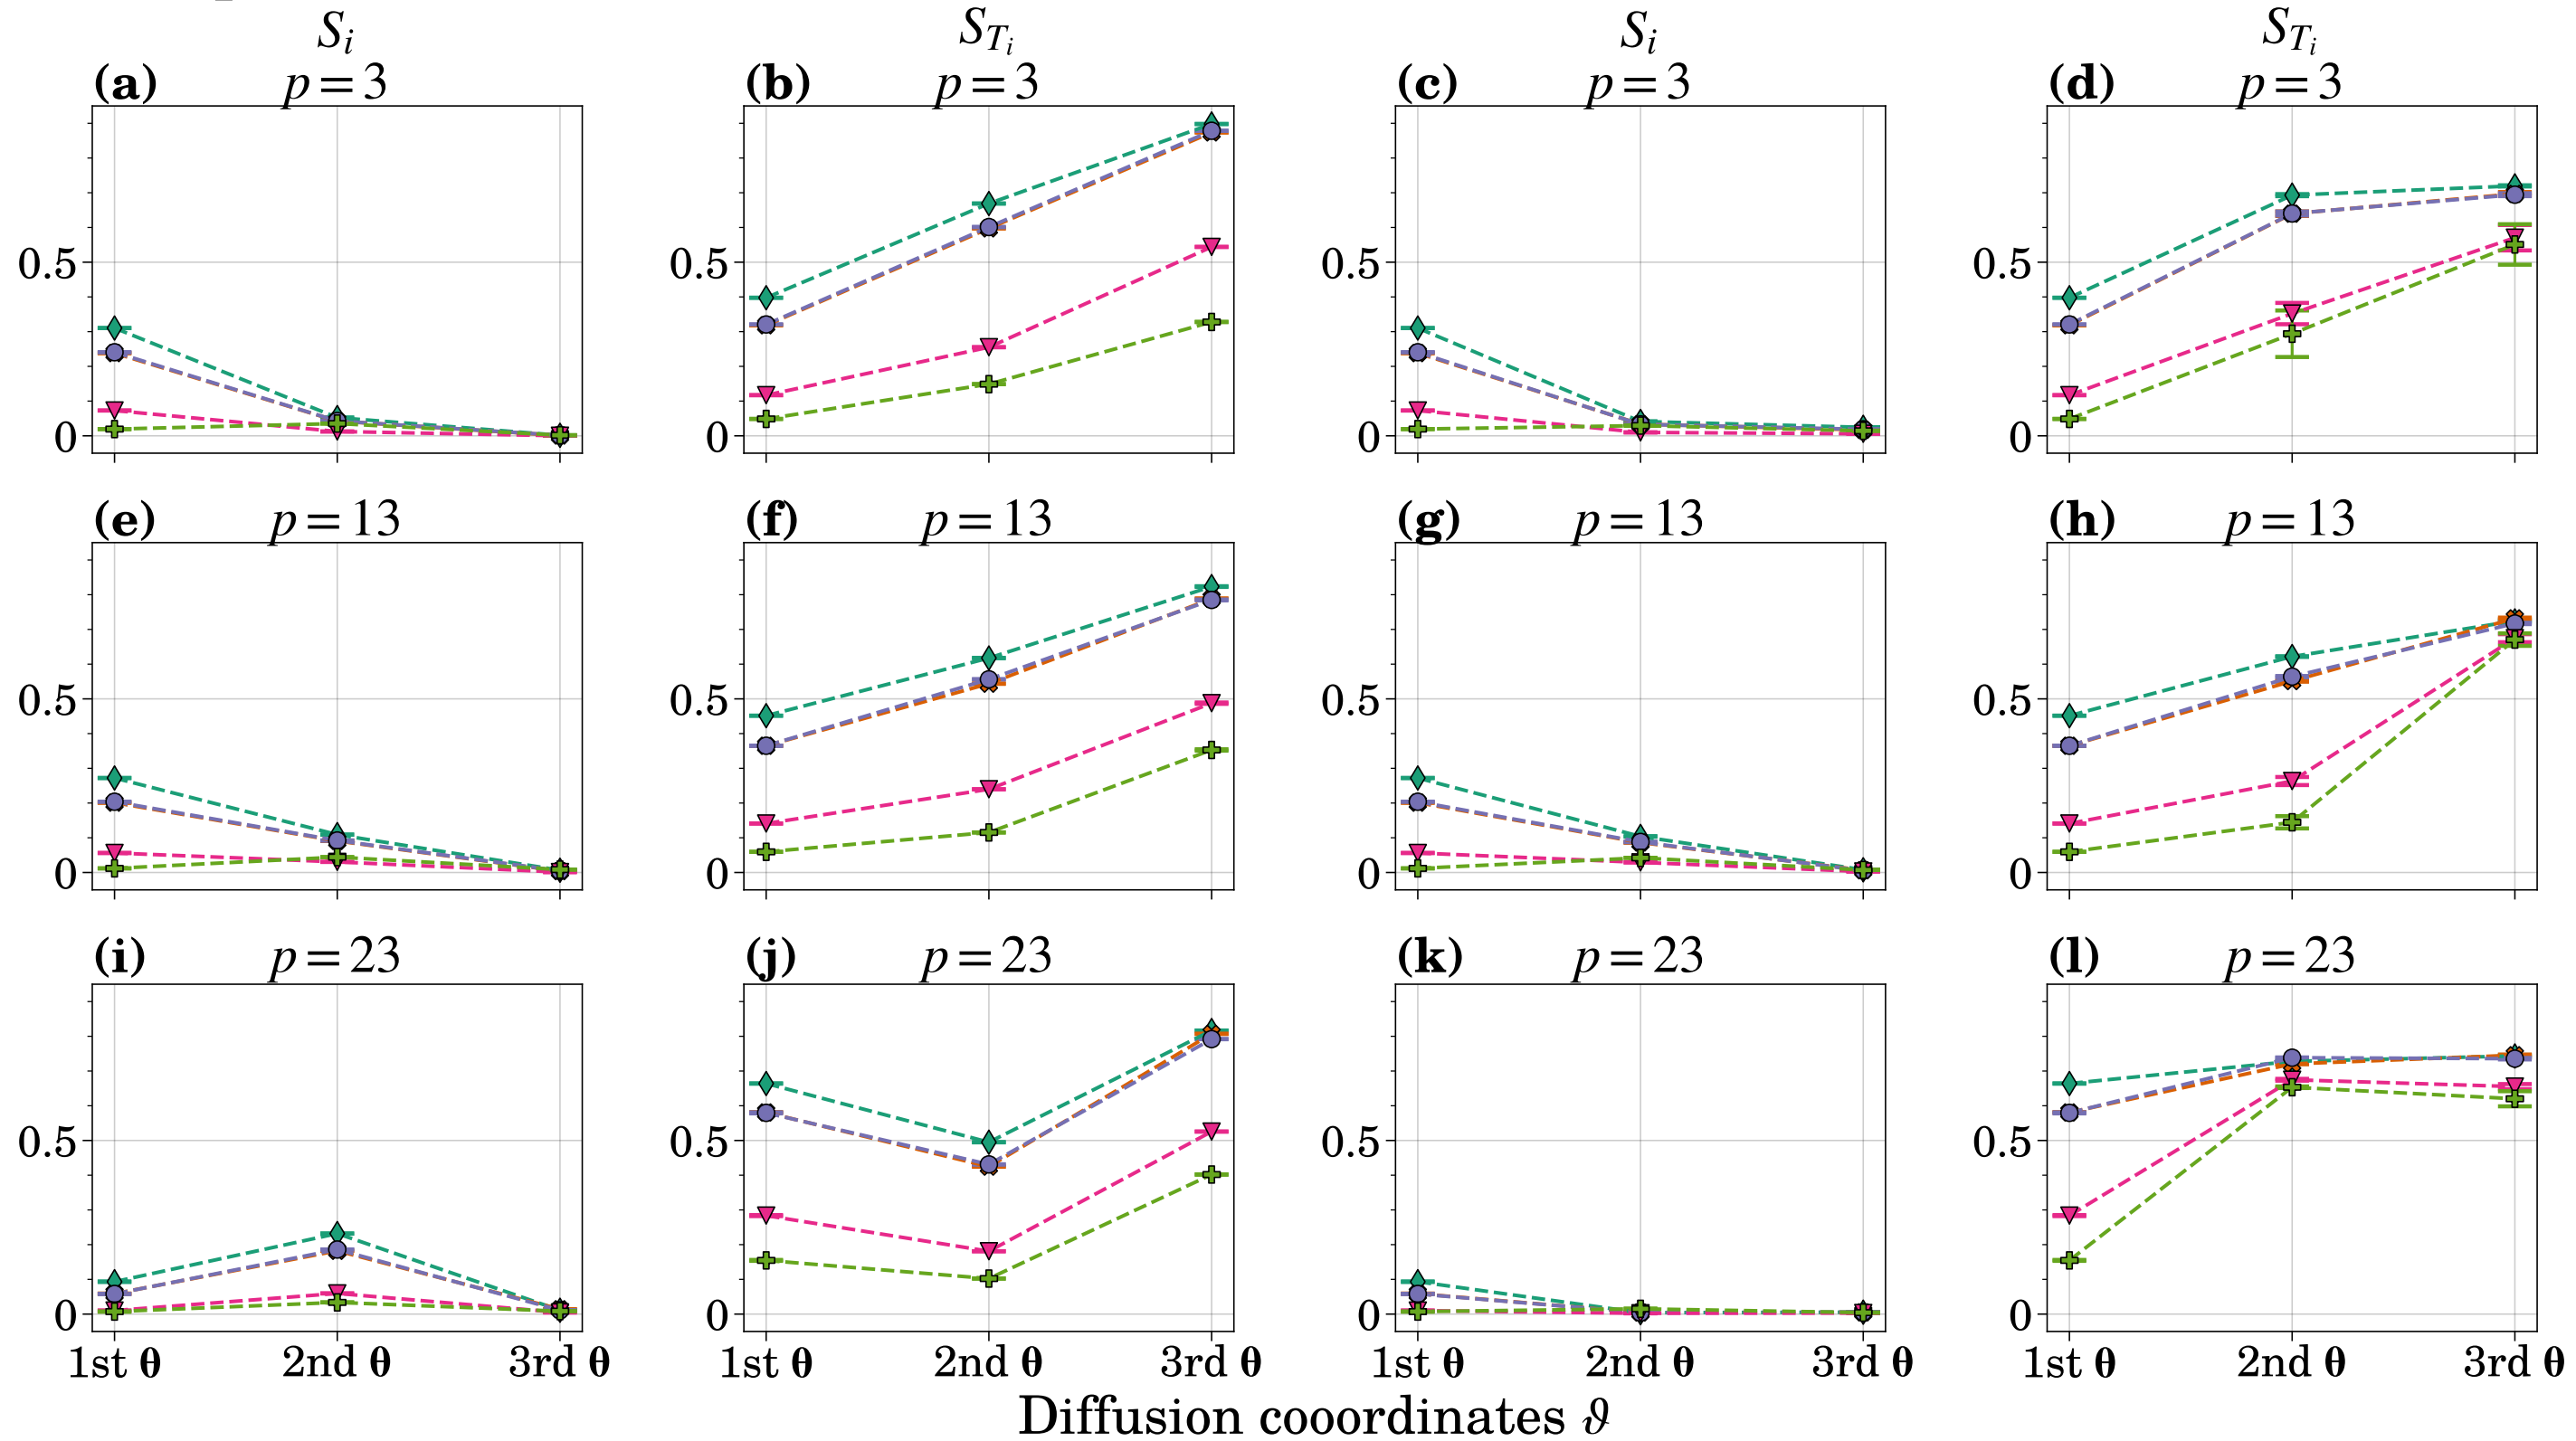 S_i S_{T_i} S_i S_{T_i}
(a) p = 3 (b) p = 3 (c) p = 3 (d) p = 3
0.5 0.5 0.5 0.5
0 0 0 0
(e) p = 13 (f) p = 13 (g) p = 13 (h) p = 13
0.5 0.5 0.5 0.5
0 0 0 0
(i) p = 23 (j) p = 23 (k) p = 23 (l) p = 23
0.5 0.5 0.5 0.5
0 0 0 0
1st θ 2nd θ 3rd θ 1st θ 2nd θ 3rd θ 1st θ 2nd θ 3rd θ 1st θ 2nd θ 3rd θ
Diffusion cooordinates ϑ